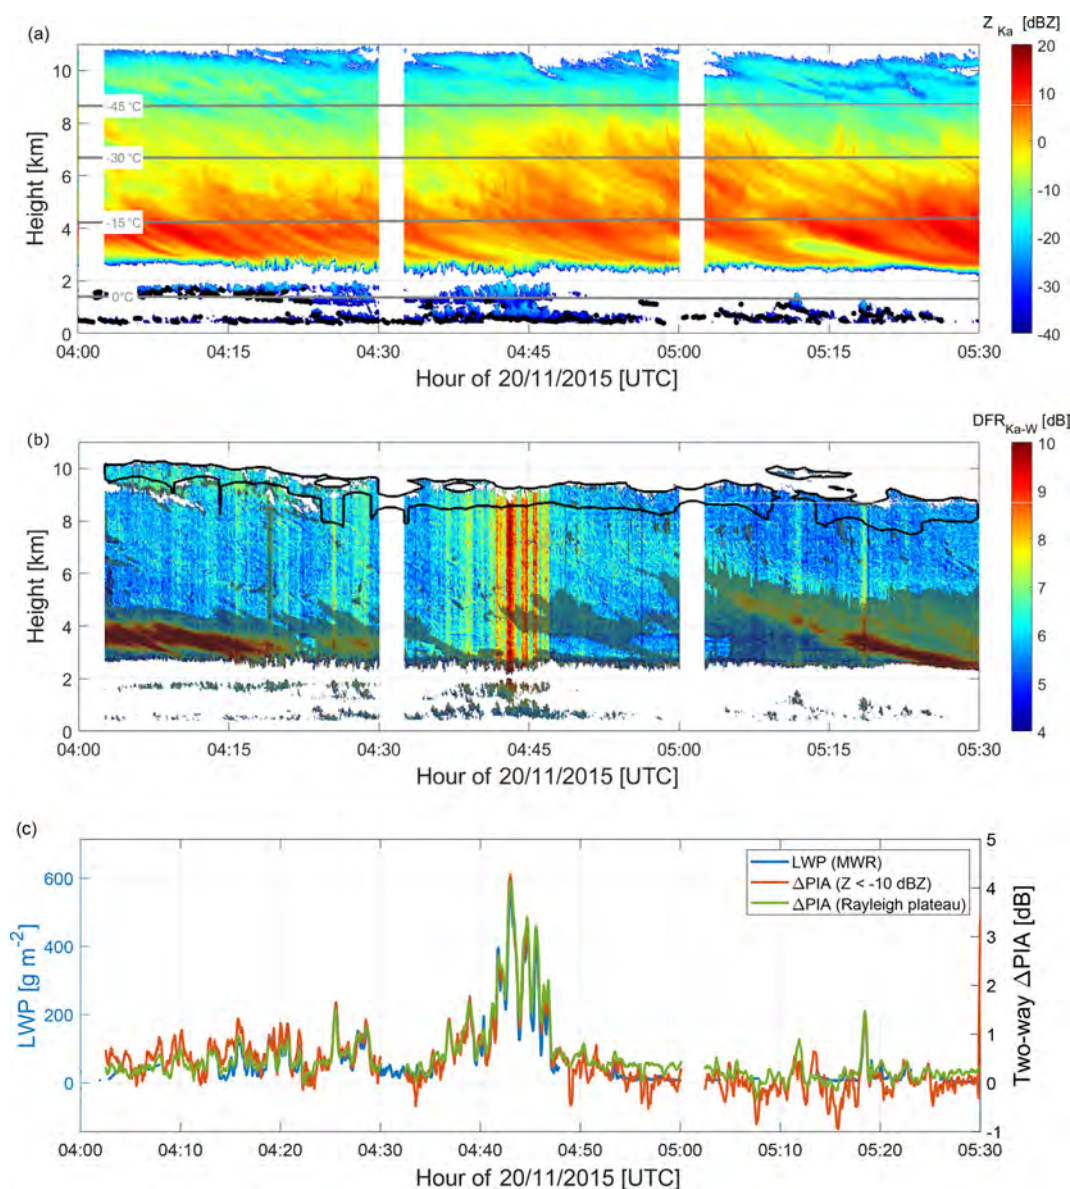 (a)
Z Ka [dBZ]
Height [km]
10
8
6
4
2
0
-45 °C
-30 °C
-15 °C
0°C
20
10
0
-10
-20
-30
-40
04:00 04:15 04:30 04:45 05:00 05:15 05:30
Hour of 20/11/2015 [UTC]
(b)
DFR Ka-W [dB]
Height [km]
10
8
6
4
2
0
10
9
8
7
6
5
4
04:00 04:15 04:30 04:45 05:00 05:15 05:30
Hour of 20/11/2015 [UTC]
(c)
LWP [g m-2]
600
400
200
0
LWP (MWR)
ΔPIA (Z < -10 dBZ)
ΔPIA (Rayleigh plateau)
5
4
3
2
1
0
-1
Two-way ΔPIA [dB]
04:00 04:10 04:20 04:30 04:40 04:50 05:00 05:10 05:20 05:30
Hour of 20/11/2015 [UTC]